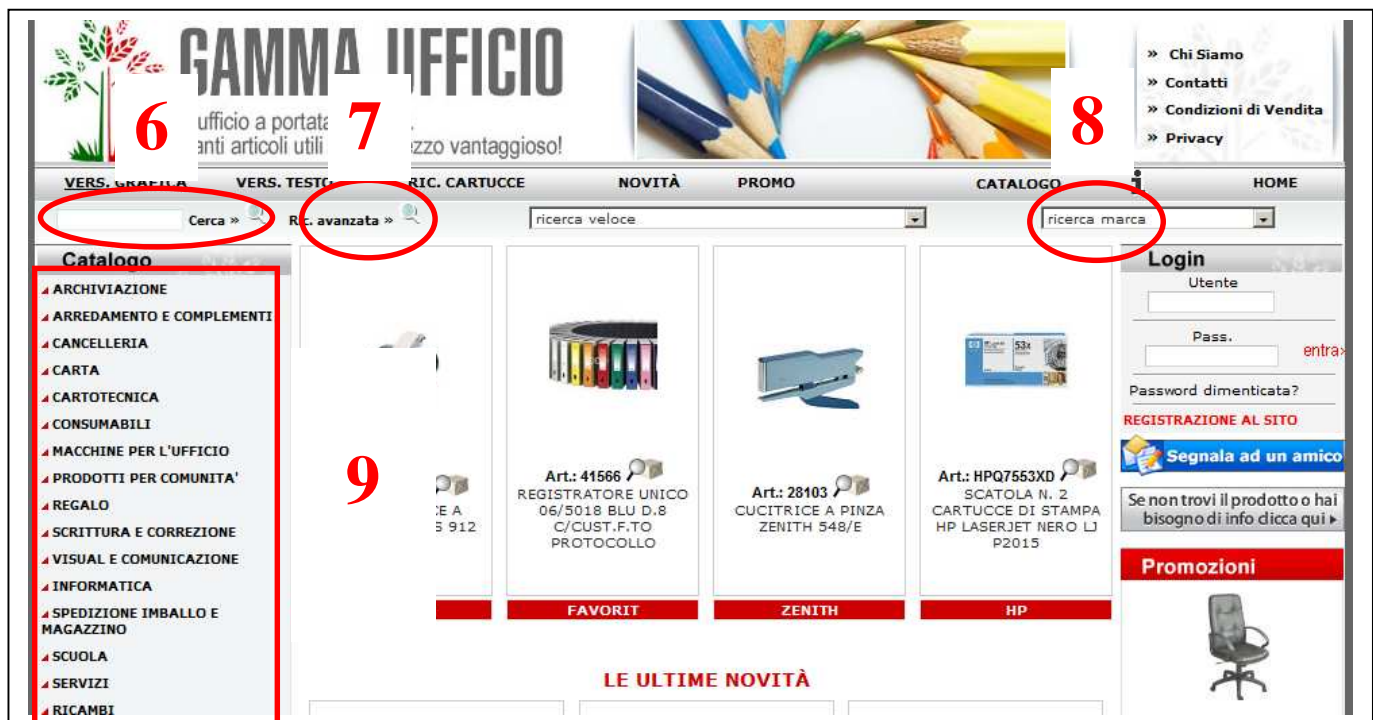 GAMMA UFFICIO
ufficio a portata
anti articoli utili
zzo vantaggioso!
6
7
8
» Chi Siamo
» Contatti
» Condizioni di Vendita
» Privacy
VERS. GRAFICA VERS. TESTO RIC. CARTUCCE NOVITÀ PROMO CATALOGO i HOME
Cerca » Ric. avanzata » ricerca veloce ricerca marca
Catalogo
ARCHIVIAZIONE
ARREDAMENTO E COMPLEMENTI
CANCELLERIA
CARTA
CARTOTECNICA
CONSUMABILI
MACCHINE PER L'UFFICIO
PRODOTTI PER COMUNITA'
REGALO
SCRITTURA E CORREZIONE
VISUAL E COMUNICAZIONE
INFORMATICA
SPEDIZIONE IMBALLO E
MAGAZZINO
SCUOLA
SERVIZI
RICAMBI
9
E A
S 912
Art.: 41566
REGISTRATORE UNICO
06/5018 BLU D.8
C/CUST.F.TO
PROTOCOLLO
FAVORIT
Art.: 28103
CUCITRICE A PINZA
ZENITH 548/E
ZENITH
53x
Art.: HPQ7553XD
SCATOLA N. 2
CARTUCCE DI STAMPA
HP LASERJET NERO LJ
P2015
HP
LE ULTIME NOVITÀ
Login
Utente
Pass.
entra»
Password dimenticata?
REGISTRAZIONE AL SITO
Segnala ad un amico
Se non trovi il prodotto o hai
bisogno di info clicca qui
Promozioni